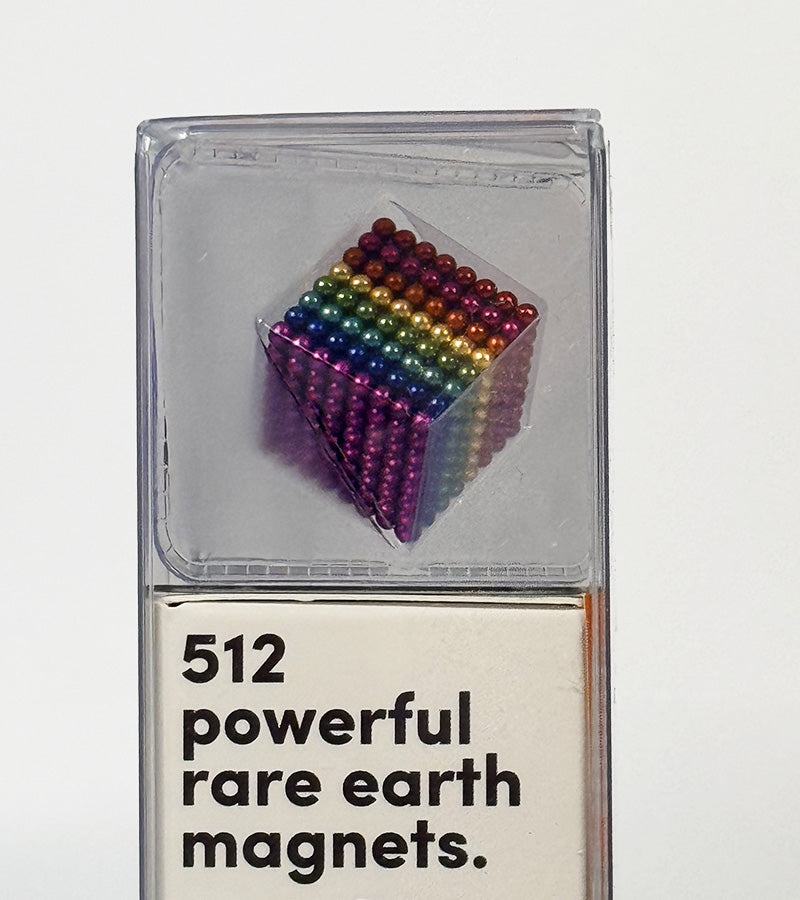 512
powerful
rare earth
magnets.